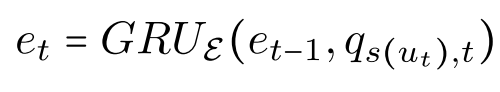 e_t = GRU_ℰ(e_{t−1}, q_{s(u_t),t})